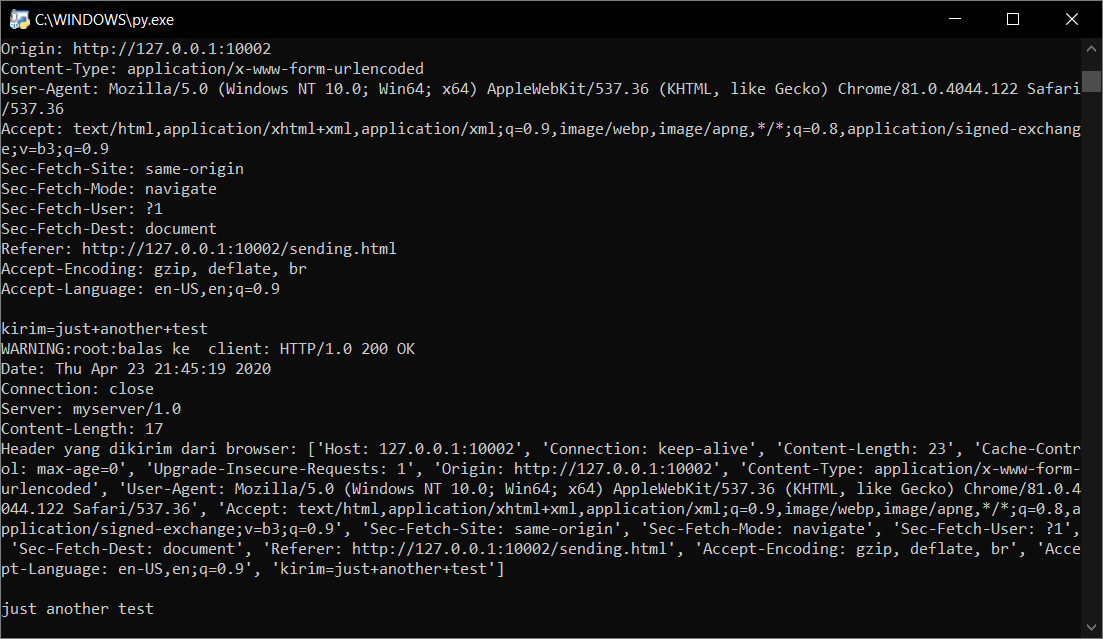 C:\WINDOWS\py.exe
Origin: http://127.0.0.1:10002
Content-Type: application/x-www-form-urlencoded
User-Agent: Mozilla/5.0 (Windows NT 10.0; Win64; x64) AppleWebKit/537.36 (KHTML, like Gecko) Chrome/81.0.4044.122 Safari
/537.36
Accept: text/html,application/xhtml+xml,application/xml;q=0.9,image/webp,image/apng,*/*;q=0.8,application/signed-exchang
e;v=b3;q=0.9
Sec-Fetch-Site: same-origin
Sec-Fetch-Mode: navigate
Sec-Fetch-User: ?1
Sec-Fetch-Dest: document
Referer: http://127.0.0.1:10002/sending.html
Accept-Encoding: gzip, deflate, br
Accept-Language: en-US,en;q=0.9

kirim=just+another+test
WARNING:root:balas ke  client: HTTP/1.0 200 OK
Date: Thu Apr 23 21:45:19 2020
Connection: close
Server: myserver/1.0
Content-Length: 17
Header yang dikirim dari browser: ['Host: 127.0.0.1:10002', 'Connection: keep-alive', 'Content-Length: 23', 'Cache-Contr
ol: max-age=0', 'Upgrade-Insecure-Requests: 1', 'Origin: http://127.0.0.1:10002', 'Content-Type: application/x-www-form-
urlencoded', 'User-Agent: Mozilla/5.0 (Windows NT 10.0; Win64; x64) AppleWebKit/537.36 (KHTML, like Gecko) Chrome/81.0.4
044.122 Safari/537.36', 'Accept: text/html,application/xhtml+xml,application/xml;q=0.9,image/webp,image/apng,*/*;q=0.8,a
pplication/signed-exchange;v=b3;q=0.9', 'Sec-Fetch-Site: same-origin', 'Sec-Fetch-Mode: navigate', 'Sec-Fetch-User: ?1',
 'Sec-Fetch-Dest: document', 'Referer: http://127.0.0.1:10002/sending.html', 'Accept-Encoding: gzip, deflate, br', 'Acce
pt-Language: en-US,en;q=0.9', 'kirim=just+another+test']

just another test